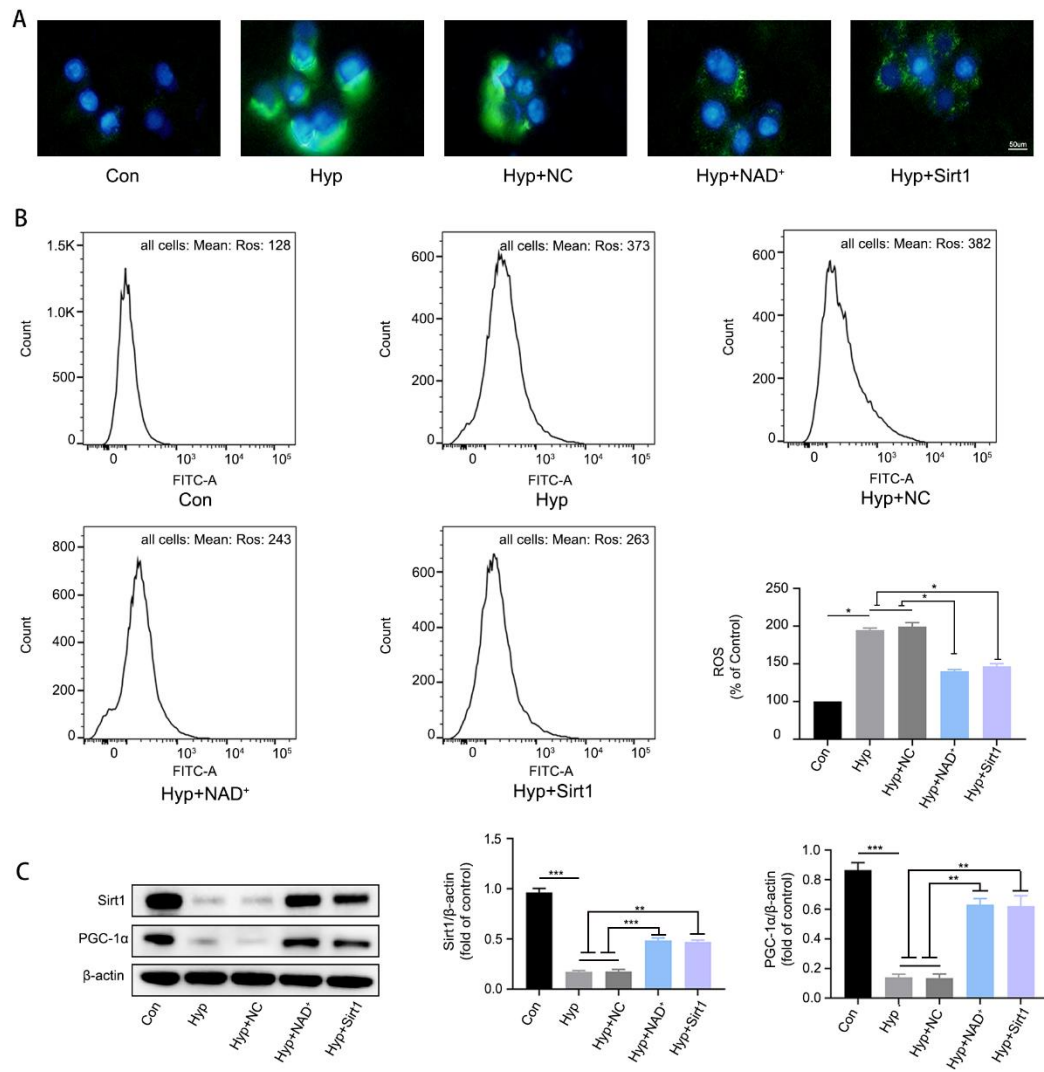 A
50um
Con
Hyp
Hyp+NC
Hyp+NAD⁺
Hyp+Sirt1
B
all cells: Mean: Ros: 128
1.5K
1.0K
500
0
Count
0 10³ 10⁴ 10⁵
FITC-A
Con
all cells: Mean: Ros: 373
600
400
200
0
Count
0 10³ 10⁴ 10⁵
FITC-A
Hyp
all cells: Mean: Ros: 382
600
400
200
0
Count
0 10³ 10⁴ 10⁵
FITC-A
Hyp+NC
all cells: Mean: Ros: 243
800
600
400
200
0
Count
0 10³ 10⁴ 10⁵
FITC-A
Hyp+NAD⁺
all cells: Mean: Ros: 263
600
400
200
0
Count
0 10³ 10⁴ 10⁵
FITC-A
Hyp+Sirt1
ROS
(% of Control)
200
150
100
0
*
*
*
Con
Hyp
Hyp+NC
Hyp+NAD⁺
Hyp+Sirt1
C
Sirt1
PGC-1α
β-actin
Con
Hyp
Hyp+NC
Hyp+NAD⁺
Hyp+Sirt1
Sirt1/β-actin
(fold of control)
1.5
1.0
0.5
0.0
***
**
***
Con
Hyp
Hyp+NC
Hyp+NAD⁺
Hyp+Sirt1
PGC-1α/β-actin
(fold of control)
1.0
0.8
0.6
0.4
0.2
0.0
***
**
**
Con
Hyp
Hyp+NC
Hyp+NAD⁺
Hyp+Sirt1